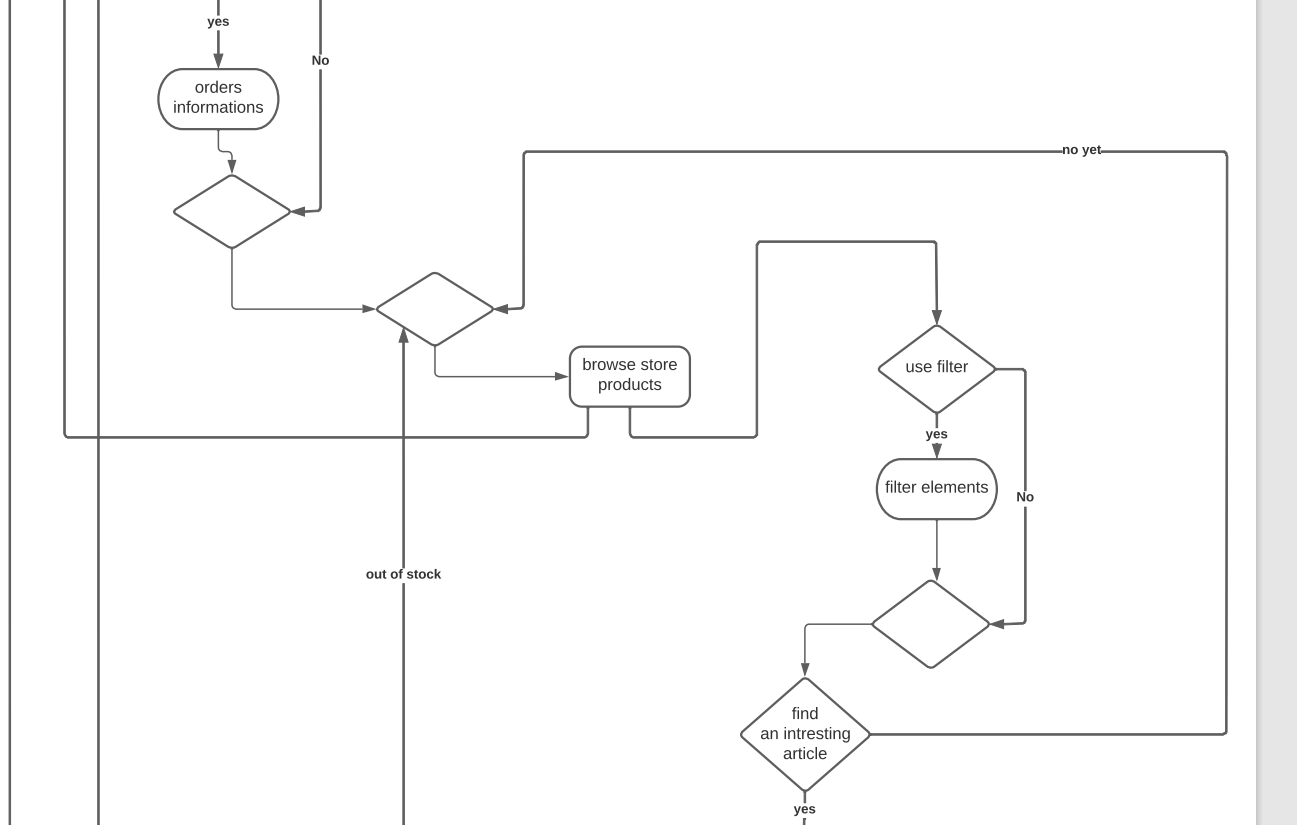 yes
No
orders
informations
no yet
browse store
products
use filter
yes
filter elements
No
out of stock
find
an intresting
article
yes